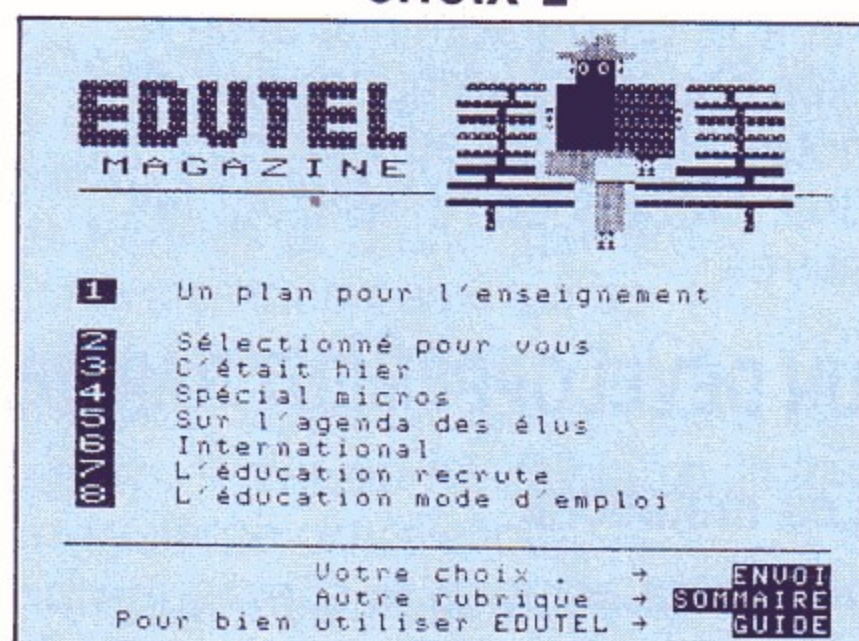 EDUTEL
MAGAZINE
1 Un plan pour l'enseignement
2 Sélectionné pour vous
3 C'était hier
4 Spécial micros
5 Sur l'agenda des élus
6 International
7 L'éducation recrute
8 L'éducation mode d'emploi
Votre choix . → ENVOI
Autre rubrique → SOMMAIRE
Pour bien utiliser EDUTEL → GUIDE